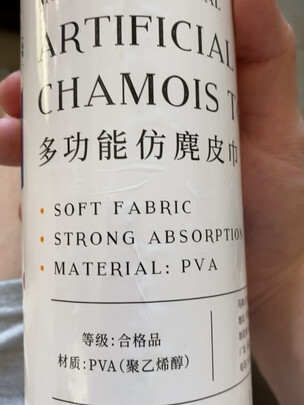 ARTIFICIAL
CHAMOIS T
多功能仿麂皮巾
• SOFT FABRIC
• STRONG ABSORPTION
• MATERIAL: PVA
等级:合格品
材质:PVA(聚乙烯醇)